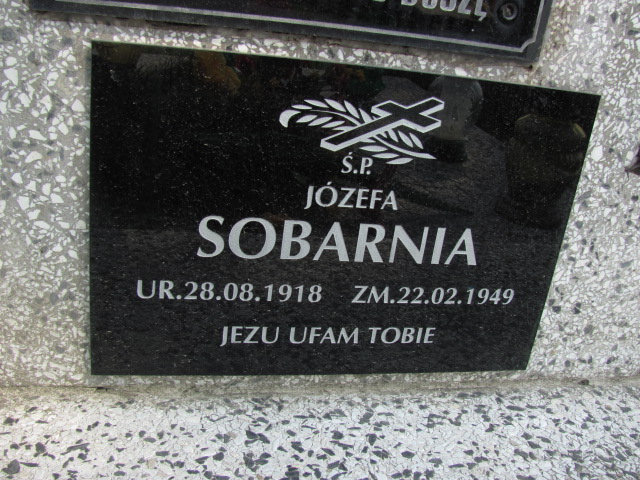 Ś.P.
JÓZEFA
SOBARNIA
UR.28.08.1918 ZM.22.02.1949
JEZU UFAM TOBIE